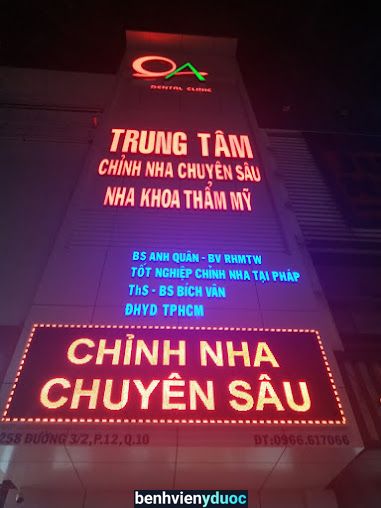 OA
DENTAL CLINIC
TRUNG TÂM
CHỈNH NHA CHUYÊN SÂU
NHA KHOA THẨM MỸ
BS ANH QUÂN - BV RHMTW
TỐT NGHIỆP CHỈNH NHA TẠI PHÁP
ThS - BS BÍCH VÂN
ĐHYD TPHCM
CHỈNH NHA
CHUYÊN SÂU
258 ĐƯỜNG 3/2, P.12, Q.10 ĐT:0966.617066
benhvienyduoc